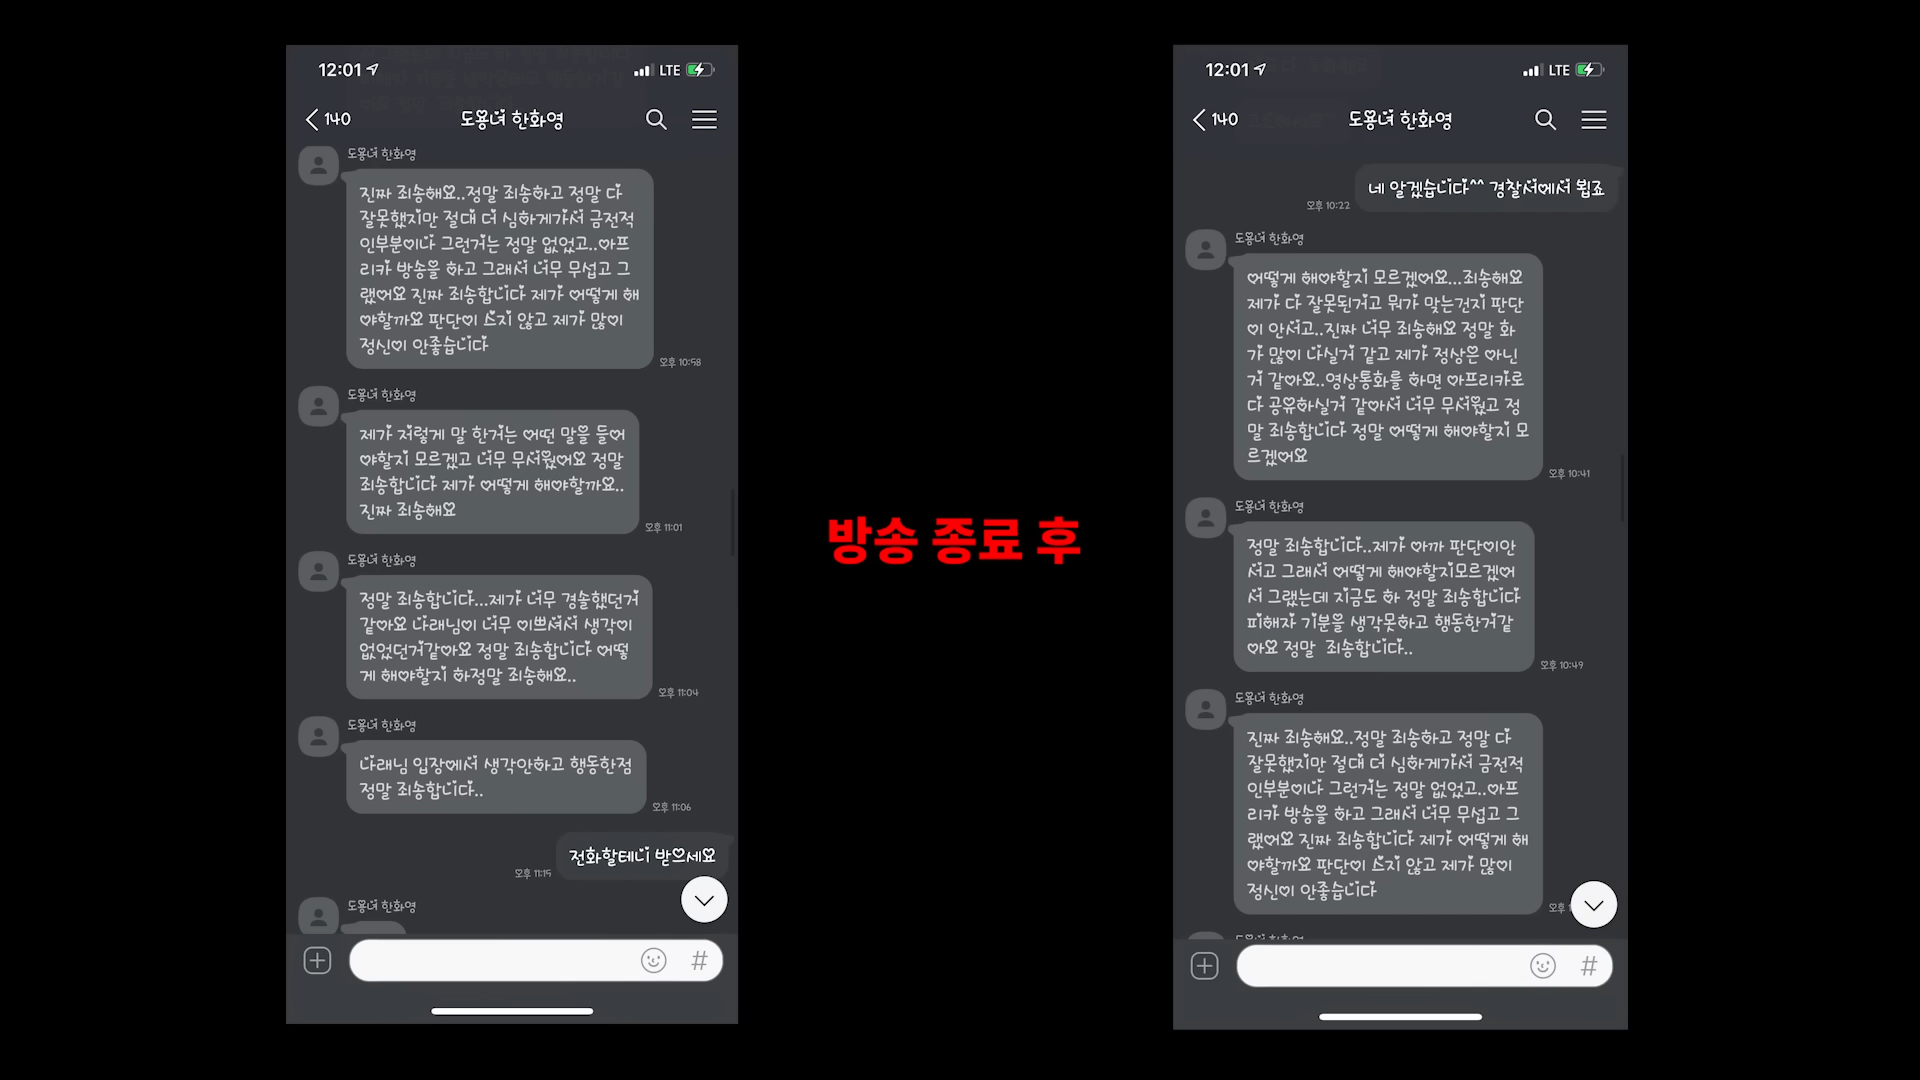 12:01
LTE
140
도용녀 한화영
도용녀 한화영
진짜 죄송해요..정말 죄송하고 정말 다
잘못했지만 절대 더 심하게가서 금전적
인부분이나 그런거는 정말 없었고..아프
리카 방송을 하고 그래서 너무 무섭고 그
랬어요 진짜 죄송합니다 제가 어떻게 해
야할까요 판단이 스지 않고 제가 많이
정신이 안좋습니다
오후 10:58
도용녀 한화영
제가 저렇게 말 한거는 어떤 말을 들어
야할지 모르겠고 너무 무서웠어요 정말
죄송합니다 제가 어떻게 해야할까요..
진짜 죄송해요
오후 11:01
도용녀 한화영
정말 죄송합니다...제가 너무 경솔했던거
같아요 나래님이 너무 이쁘셔서 생각이
없었던거같아요 정말 죄송합니다 어떻
게 해야할지 하정말 죄송해요..
오후 11:04
도용녀 한화영
나래님 입장에서 생각안하고 행동한점
정말 죄송합니다..
오후 11:06
전화할테니 받으세요
오후 11:15
도용녀 한화영
#
방송 종료 후
12:01
LTE
140
도용녀 한화영
네 알겠습니다^^ 경찰서에서 뵙죠
오후 10:22
도용녀 한화영
어떻게 해야할지 모르겠어요...죄송해요
제가 다 잘못된거고 뭐가 맞는건지 판단
이 안서고..진짜 너무 죄송해요 정말 화
가 많이 나실거 같고 제가 정상은 아닌
거 같아요..영상통화를 하면 아프리카로
다 공유하실거 같아서 너무 무서웠고 정
말 죄송합니다 정말 어떻게 해야할지 모
르겠어요
오후 10:41
도용녀 한화영
정말 죄송합니다..제가 아까 판단이안
서고 그래서 어떻게 해야할지모르겠어
서 그랬는데 지금도 하 정말 죄송합니다
피해자 기분을 생각못하고 행동한거같
아요 정말  죄송합니다..
오후 10:49
도용녀 한화영
진짜 죄송해요..정말 죄송하고 정말 다
잘못했지만 절대 더 심하게가서 금전적
인부분이나 그런거는 정말 없었고..아프
리카 방송을 하고 그래서 너무 무섭고 그
랬어요 진짜 죄송합니다 제가 어떻게 해
야할까요 판단이 스지 않고 제가 많이
정신이 안좋습니다
오후
#